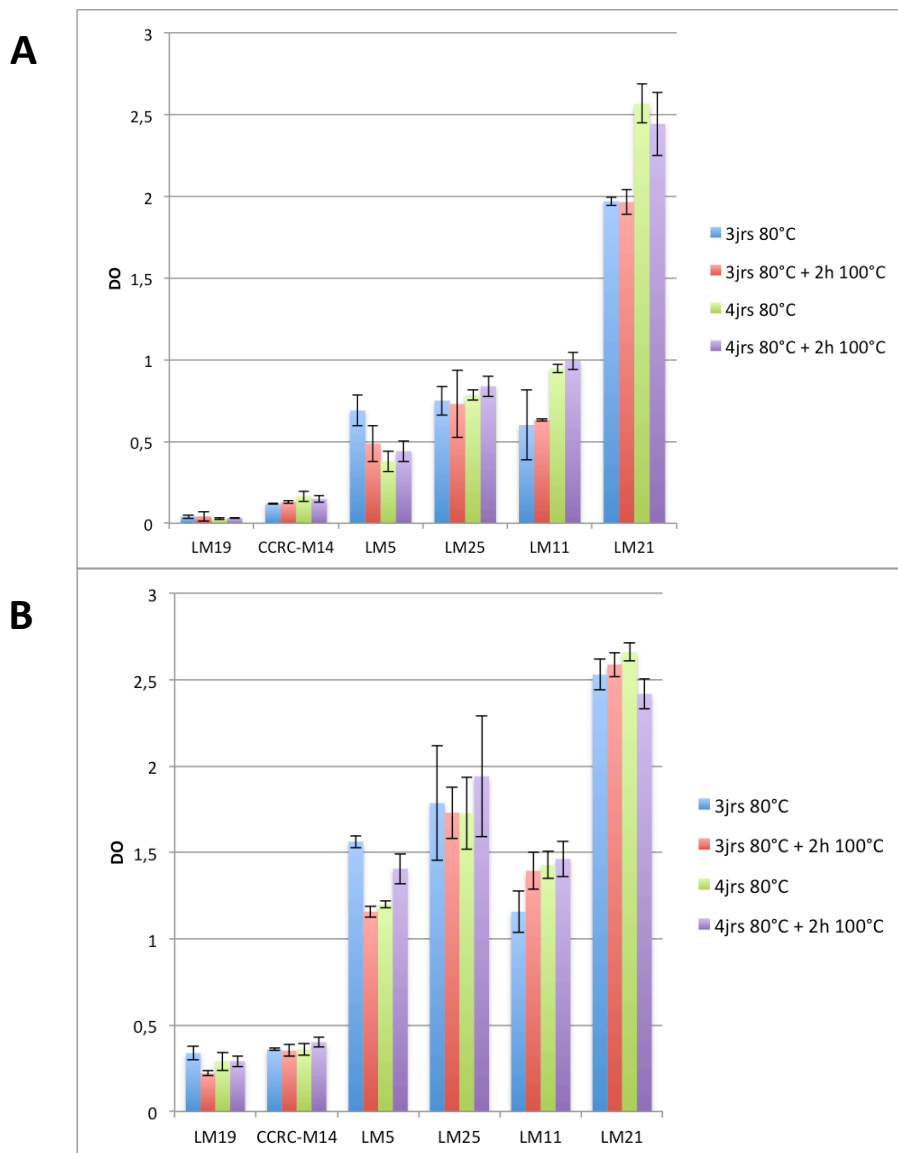 A
3
2,5
2
1,5
1
0,5
0
DO
LM19 CCRC-M14 LM5 LM25 LM11 LM21
3jrs 80°C
3jrs 80°C + 2h 100°C
4jrs 80°C
4jrs 80°C + 2h 100°C
B
3
2,5
2
1,5
1
0,5
0
DO
LM19 CCRC-M14 LM5 LM25 LM11 LM21
3jrs 80°C
3jrs 80°C + 2h 100°C
4jrs 80°C
4jrs 80°C + 2h 100°C